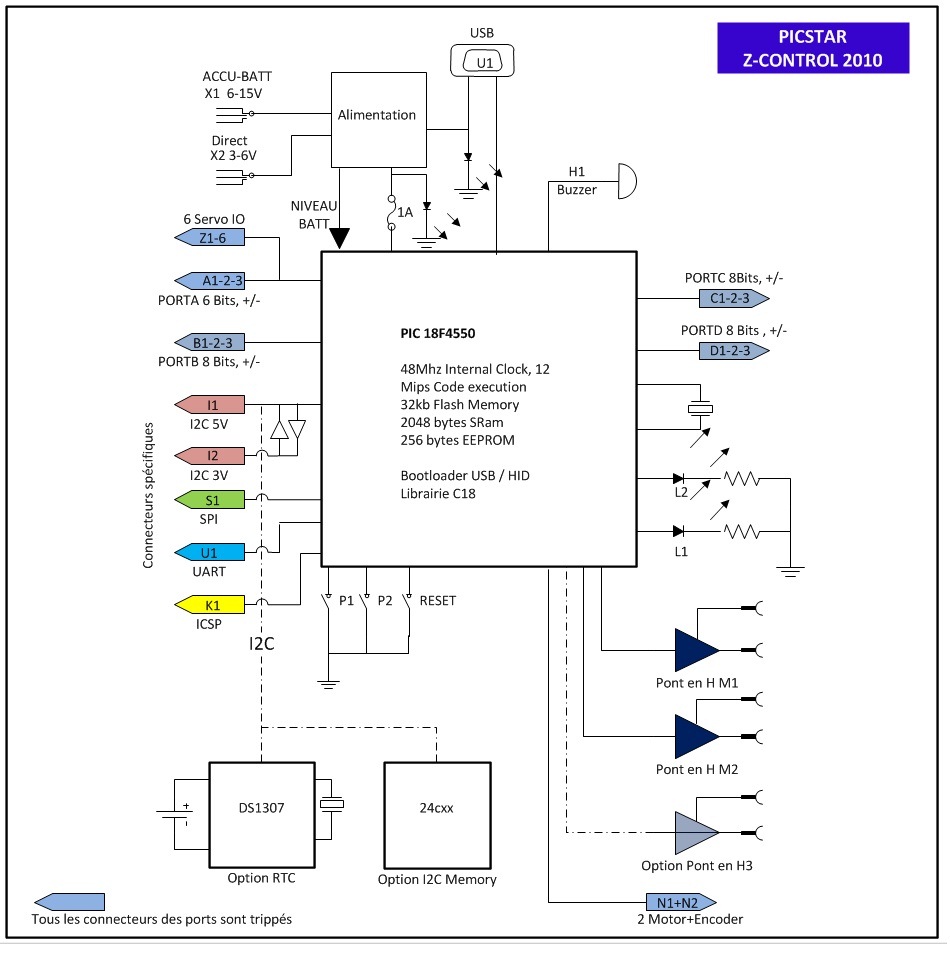 PICSTAR
Z-CONTROL 2010
USB
U1
ACCU-BATT
X1 6-15V
Alimentation
Direct
X2 3-6V
H1
Buzzer
NIVEAU
BATT
1A
6 Servo IO
Z1-6
A1-2-3
PORTA 6 Bits, +/-
PORTC 8Bits, +/-
C1-2-3
B1-2-3
PORTB 8 Bits, +/-
PORTD 8 Bits , +/-
D1-2-3
PIC 18F4550
48Mhz Internal Clock, 12
Mips Code execution
32kb Flash Memory
2048 bytes SRam
256 bytes EEPROM
Bootloader USB / HID
Librairie C18
Connecteurs spécifiques
I1
I2C 5V
I2
I2C 3V
S1
SPI
U1
UART
K1
ICSP
L2
L1
P1
P2
RESET
I2C
Pont en H M1
Pont en H M2
Option Pont en H3
DS1307
+
-
Option RTC
24cxx
Option I2C Memory
N1+N2
2 Motor+Encoder
Tous les connecteurs des ports sont trippés